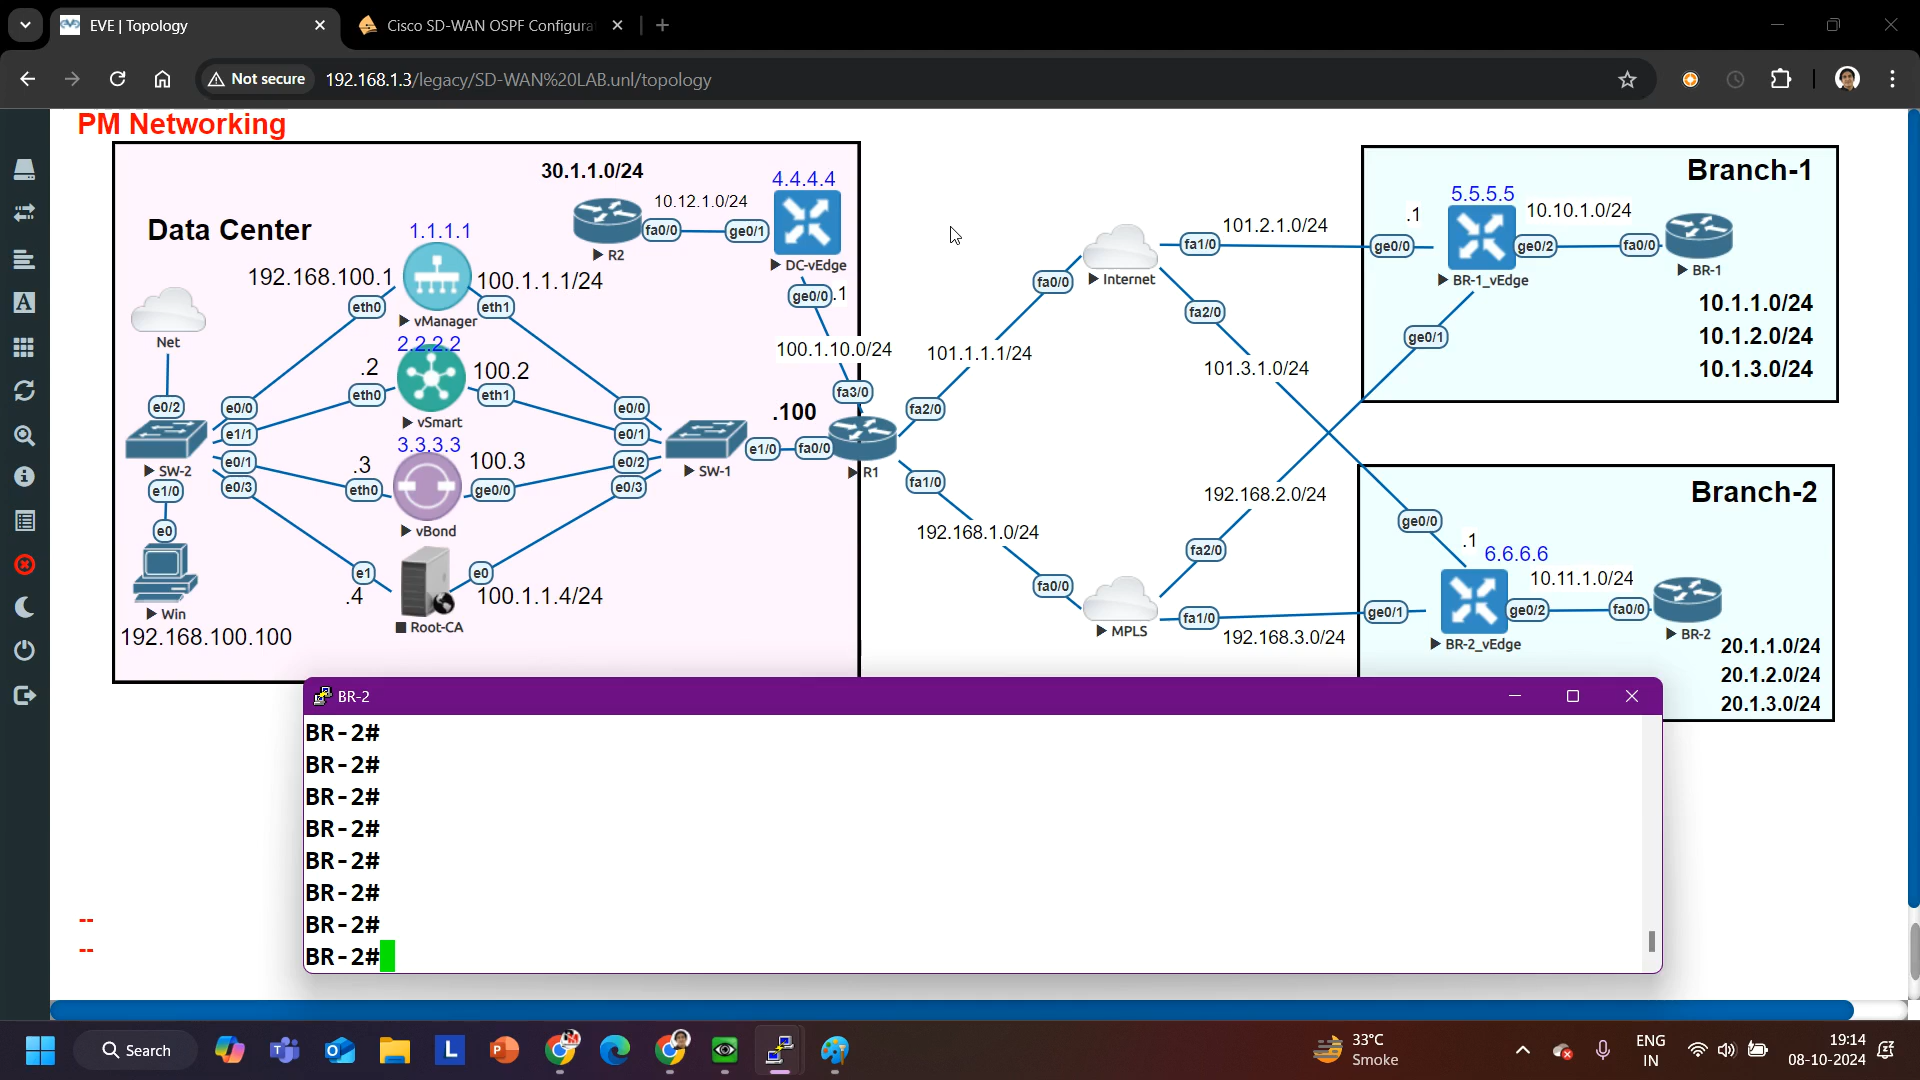 EVE | Topology
Cisco SD-WAN OSPF Configura
Not secure
192.168.1.3/legacy/SD-WAN%20LAB.unl/topology
PM Networking
Data Center
30.1.1.0/24
10.12.1.0/24
4.4.4.4
fa0/0
ge0/1
R2
DC-vEdge
ge0/0
.1
1.1.1.1
192.168.100.1
100.1.1.1/24
eth0
eth1
vManager
Net
2.2.2.2
.2
100.2
eth0
eth1
vSmart
100.1.10.0/24
fa3/0
e0/2
e0/0
e1/1
e0/1
e0/3
SW-2
e1/0
e0
Win
192.168.100.100
3.3.3.3
.3
100.3
eth0
ge0/0
vBond
e0/0
e0/1
e0/2
e0/3
SW-1
e1/0
.100
fa0/0
R1
e1
e0
.4
100.1.1.4/24
Root-CA
fa2/0
101.1.1.1/24
fa0/0
Internet
fa1/0
101.2.1.0/24
fa2/0
101.3.1.0/24
fa1/0
192.168.1.0/24
fa0/0
MPLS
fa2/0
192.168.2.0/24
fa1/0
192.168.3.0/24
Branch-1
5.5.5.5
.1
ge0/0
10.10.1.0/24
ge0/2
fa0/0
BR-1_vEdge
BR-1
ge0/1
10.1.1.0/24
10.1.2.0/24
10.1.3.0/24
Branch-2
ge0/0
.1
6.6.6.6
10.11.1.0/24
ge0/1
ge0/2
fa0/0
BR-2_vEdge
BR-2
20.1.1.0/24
20.1.2.0/24
20.1.3.0/24
--
--
BR-2
BR-2#
BR-2#
BR-2#
BR-2#
BR-2#
BR-2#
BR-2#
BR-2#
Search
33°C
Smoke
ENG
IN
19:14
08-10-2024